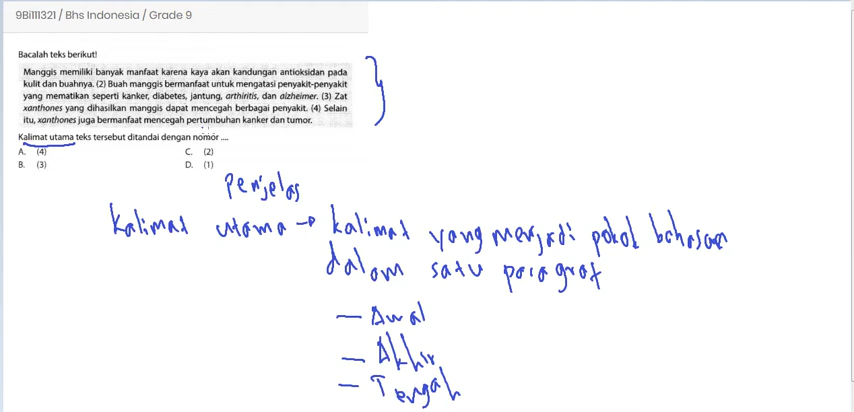 9Bi111321 / Bhs Indonesia / Grade 9
Bacalah teks berikut!
Manggis memiliki banyak manfaat karena kaya akan kandungan antioksidan pada
kulit dan buahnya. (2) Buah manggis bermanfaat untuk mengatasi penyakit-penyakit
yang mematikan seperti kanker, diabetes, jantung, arthiritis, dan alzheimer. (3) Zat
xanthones yang dihasilkan manggis dapat mencegah berbagai penyakit. (4) Selain
itu, xanthones juga bermanfaat mencegah pertumbuhan kanker dan tumor.
Kalimat utama teks tersebut ditandai dengan nomor ....
A. (4) C. (2)
B. (3) D. (1)
Penjelas
Kalimat utama → kalimat yang menjadi pokok bahasan
dalam satu paragraf
- Awal
- Akhir
- Tengah